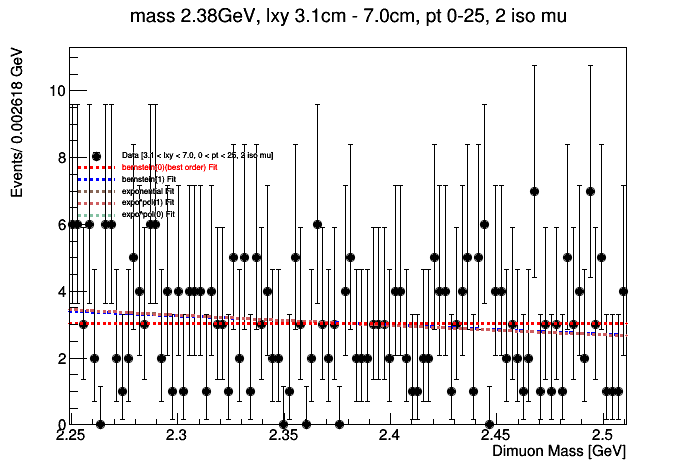 mass 2.38GeV, lxy 3.1cm - 7.0cm, pt 0-25, 2 iso mu
Events/ 0.002618 GeV
10
8
6
4
2
0
Data [3.1 < lxy < 7.0, 0 < pt < 25, 2 iso mu]
bernstein[0](best order) Fit
bernstein(1) Fit
exponential Fit
expo*pol(1) Fit
expo*pol(0) Fit
2.25 2.3 2.35 2.4 2.45 2.5
Dimuon Mass [GeV]